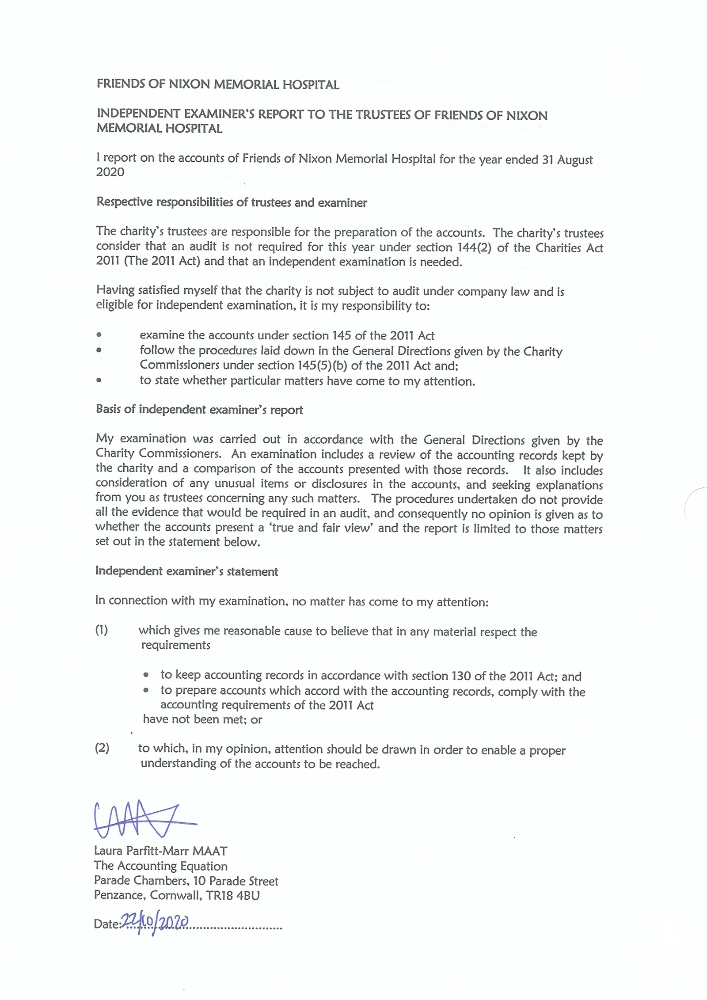 FRIENDS OF NIXON MEMORIAL HOSPITAL
INDEPENDENT EXAMINER'S REPORT TO THE TRUSTEES OF FRIENDS OF NIXON
MEMORIAL HOSPITAL
I report on the accounts of Friends of Nixon Memorial Hospital for the year ended 31 August
2020
Respective responsibilities of trustees and examiner
The charity's trustees are responsible for the preparation of the accounts. The charity's trustees
consider that an audit is not required for this year under section 144(2) of the Charities Act
2011 (The 2011 Act) and that an independent examination is needed.
Having satisfied myself that the charity is not subject to audit under company law and is
eligible for independent examination, it is my responsibility to:
• examine the accounts under section 145 of the 2011 Act
• follow the procedures laid down in the General Directions given by the Charity
Commissioners under section 145(5)(b) of the 2011 Act and;
• to state whether particular matters have come to my attention.
Basis of independent examiner's report
My examination was carried out in accordance with the General Directions given by the
Charity Commissioners. An examination includes a review of the accounting records kept by
the charity and a comparison of the accounts presented with those records. It also includes
consideration of any unusual items or disclosures in the accounts, and seeking explanations
from you as trustees concerning any such matters. The procedures undertaken do not provide
all the evidence that would be required in an audit, and consequently no opinion is given as to
whether the accounts present a 'true and fair view' and the report is limited to those matters
set out in the statement below.
Independent examiner's statement
In connection with my examination, no matter has come to my attention:
(1) which gives me reasonable cause to believe that in any material respect the
requirements
• to keep accounting records in accordance with section 130 of the 2011 Act; and
• to prepare accounts which accord with the accounting records, comply with the
accounting requirements of the 2011 Act
have not been met; or
(2) to which, in my opinion, attention should be drawn in order to enable a proper
understanding of the accounts to be reached.
Laura Parfitt-Marr MAAT
The Accounting Equation
Parade Chambers, 10 Parade Street
Penzance, Cornwall, TR18 4BU
Date: 22/10/2020